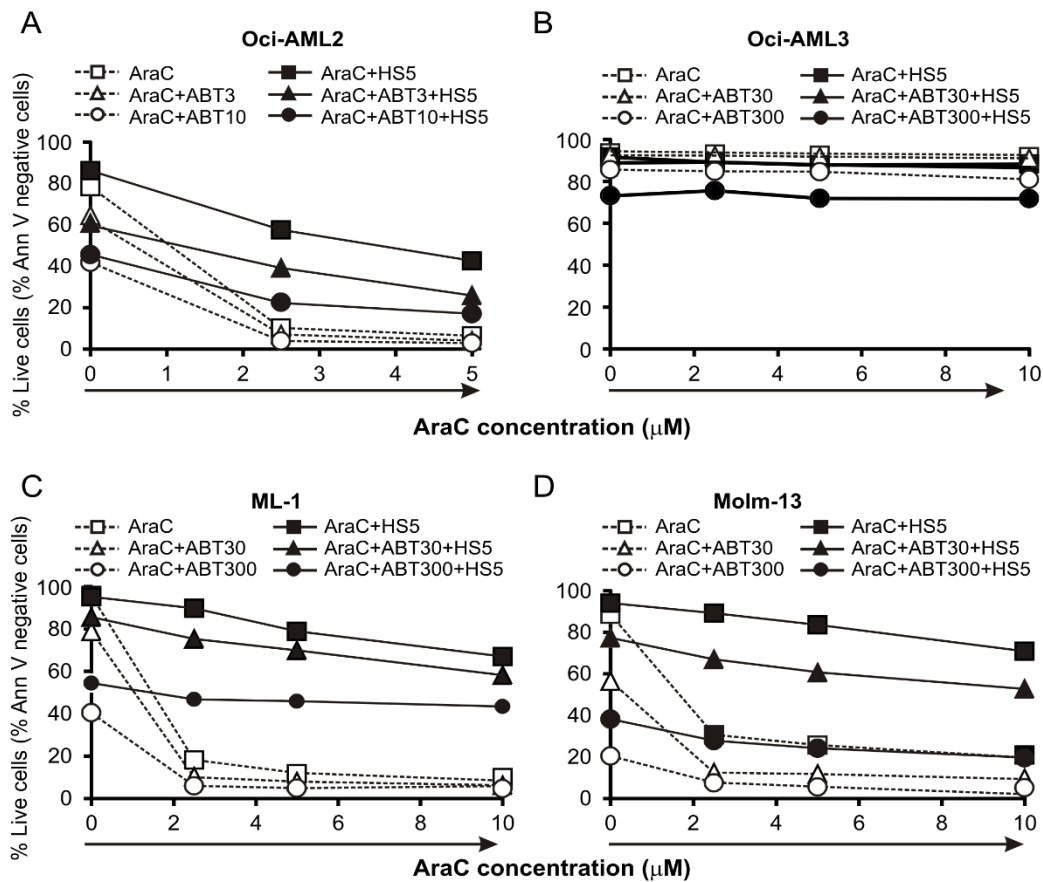 A
Oci-AML2
AraC AraC+HS5
AraC+ABT3 AraC+ABT3+HS5
AraC+ABT10 AraC+ABT10+HS5
% Live cells (% Ann V negative cells)
100
80
60
40
20
0
0 1 2 3 4 5
B
Oci-AML3
AraC AraC+HS5
AraC+ABT30 AraC+ABT30+HS5
AraC+ABT300 AraC+ABT300+HS5
100
80
60
40
20
0
0 2 4 6 8 10
AraC concentration (μM)
C
ML-1
AraC AraC+HS5
AraC+ABT30 AraC+ABT30+HS5
AraC+ABT300 AraC+ABT300+HS5
% Live cells (% Ann V negative cells)
100
80
60
40
20
0
0 2 4 6 8 10
D
Molm-13
AraC AraC+HS5
AraC+ABT30 AraC+ABT30+HS5
AraC+ABT300 AraC+ABT300+HS5
100
80
60
40
20
0
0 2 4 6 8 10
AraC concentration (μM)